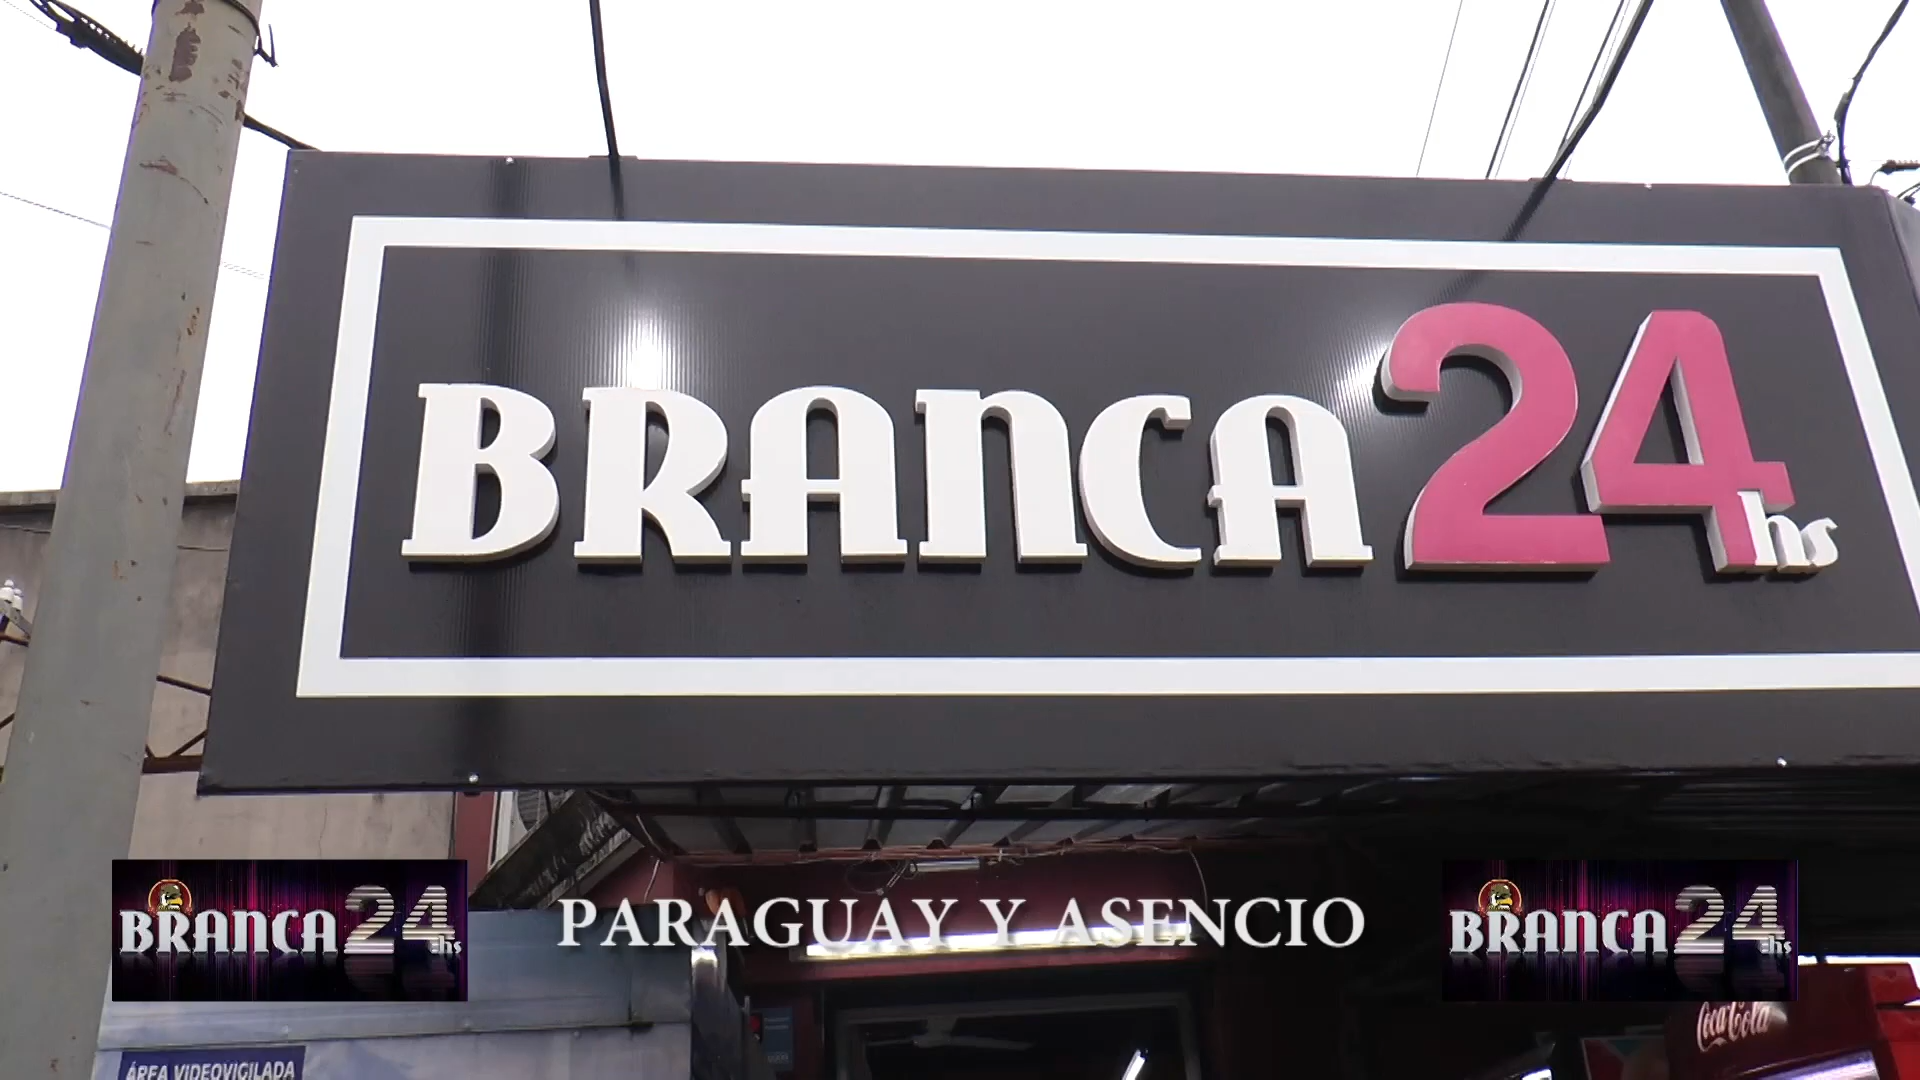 BRANCA 24 hs
BRANCA 24 hs
PARAGUAY Y ASENCIO
BRANCA 24 hs
Coca-Cola
ÁREA VIDEOVIGILADA